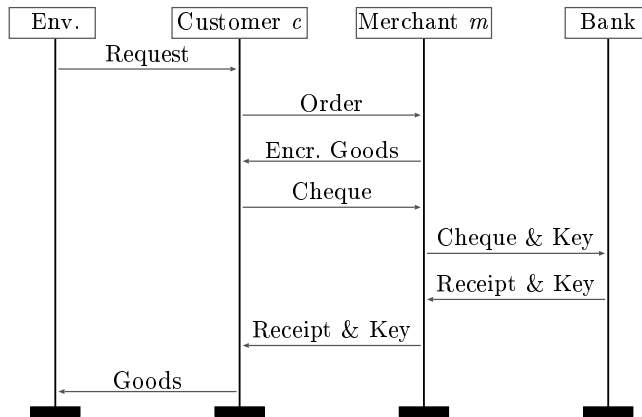 Env.
Customer c
Merchant m
Bank
Request
Order
Encr. Goods
Cheque
Cheque & Key
Receipt & Key
Receipt & Key
Goods